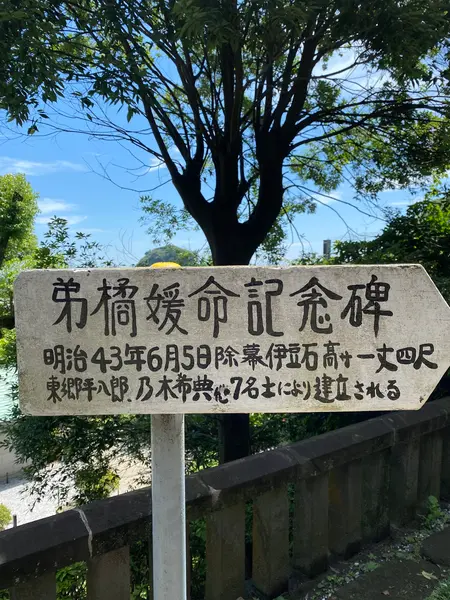 弟橘媛命記念碑
明治43年6月5日除幕伊豆石高サ一丈四尺
東郷平八郎.乃木希典他7名士により建立される